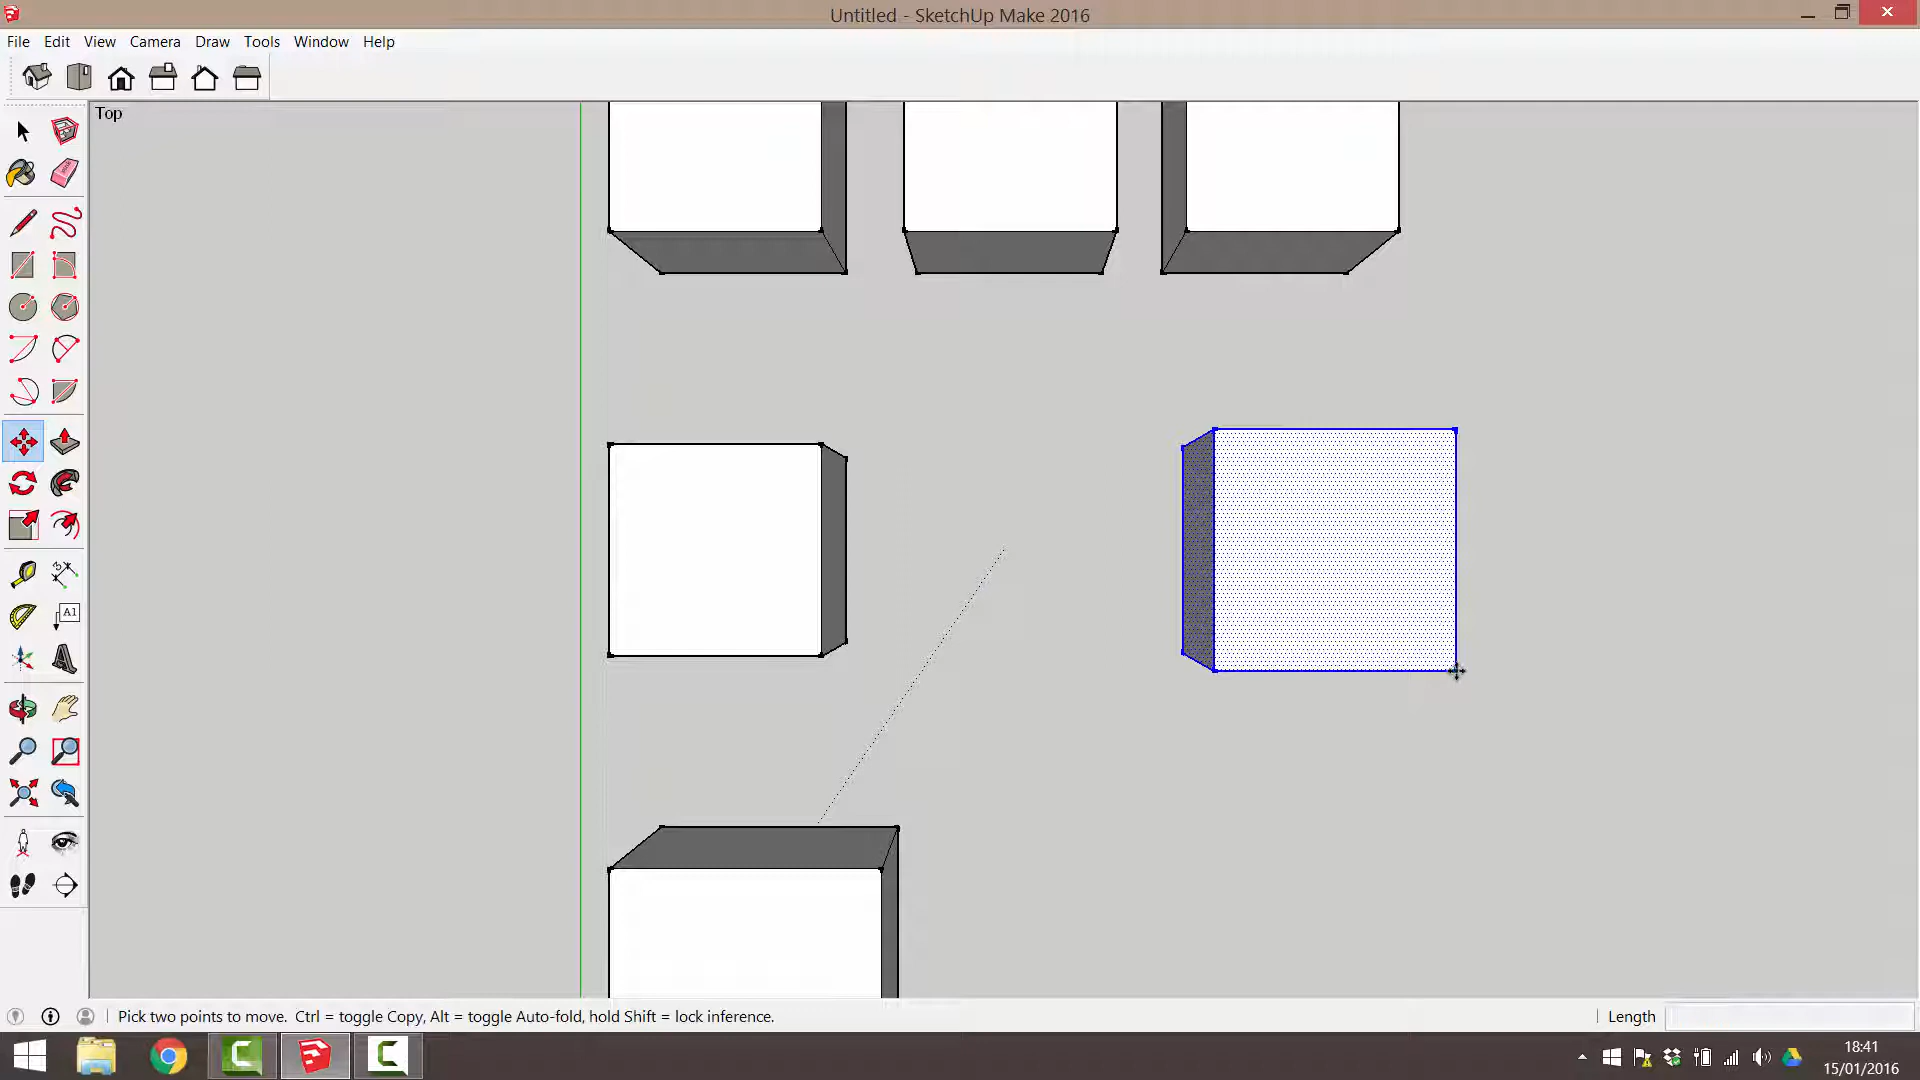 Untitled - SketchUp Make 2016
File Edit View Camera Draw Tools Window Help
Top
A1
Pick two points to move. Ctrl = toggle Copy, Alt = toggle Auto-fold, hold Shift = lock inference.
Length
18:41
15/01/2016